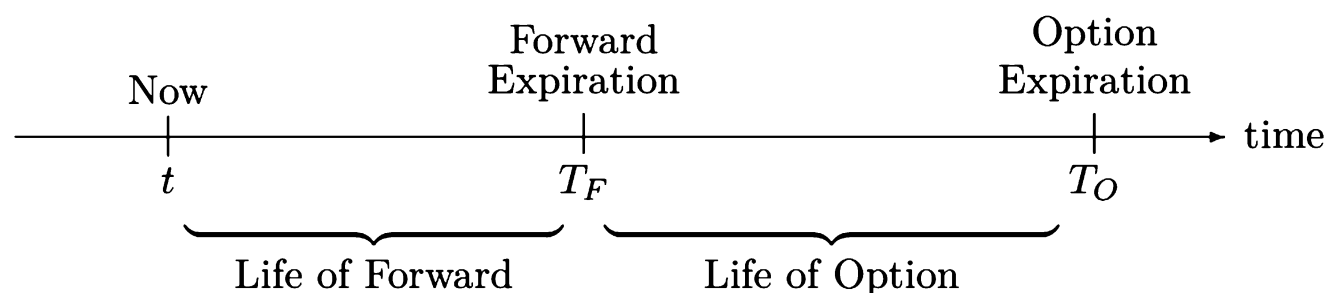 Now
Forward
Expiration
Option
Expiration
time
t
T_F
T_O
Life of Forward
Life of Option